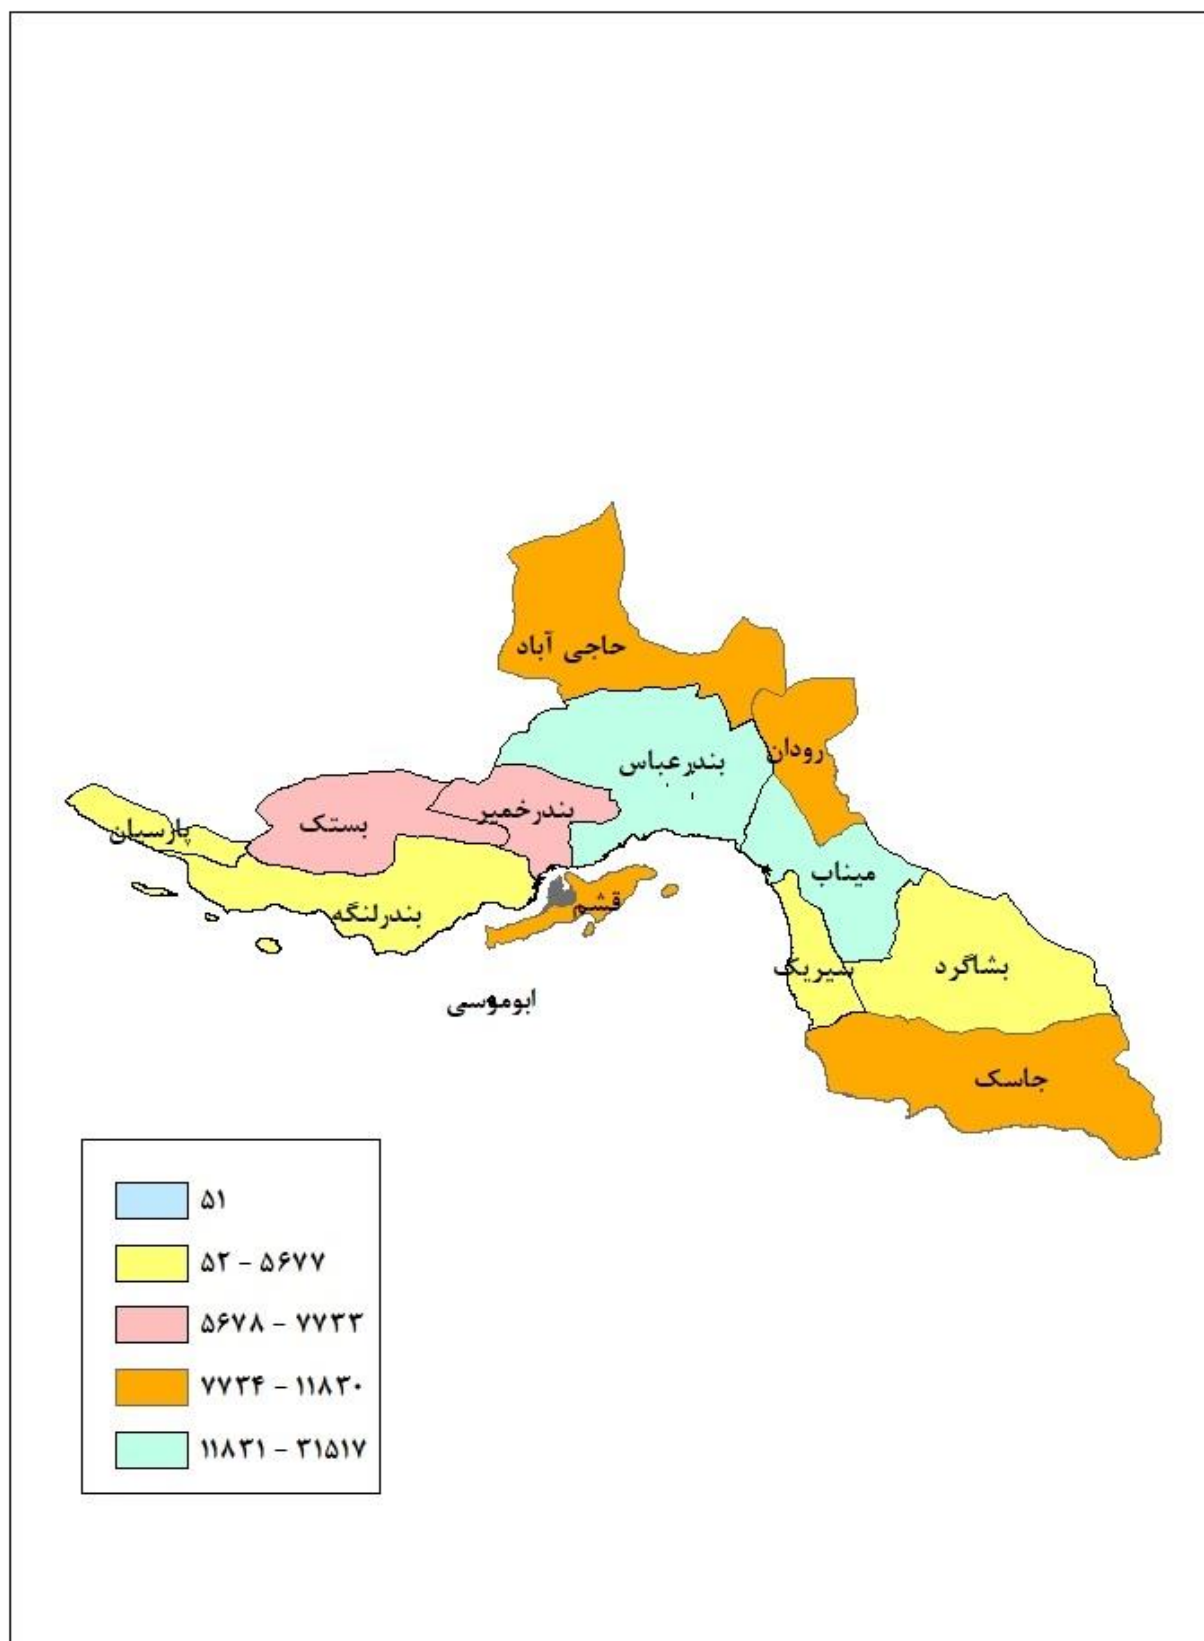 حاجی آباد
رودان
بندرعباس
بندرخمیر
بستک
پارسیان
میناب
قشم
بندرلنگه
سیریک
بشاگرد
ابوموسی
جاسک
۵۱
۵۲ - ۵۶۷۷
۵۶۷۸ - ۷۷۳۳
۷۷۳۴ - ۱۱۸۳۰
۱۱۸۳۱ - ۳۱۵۱۷